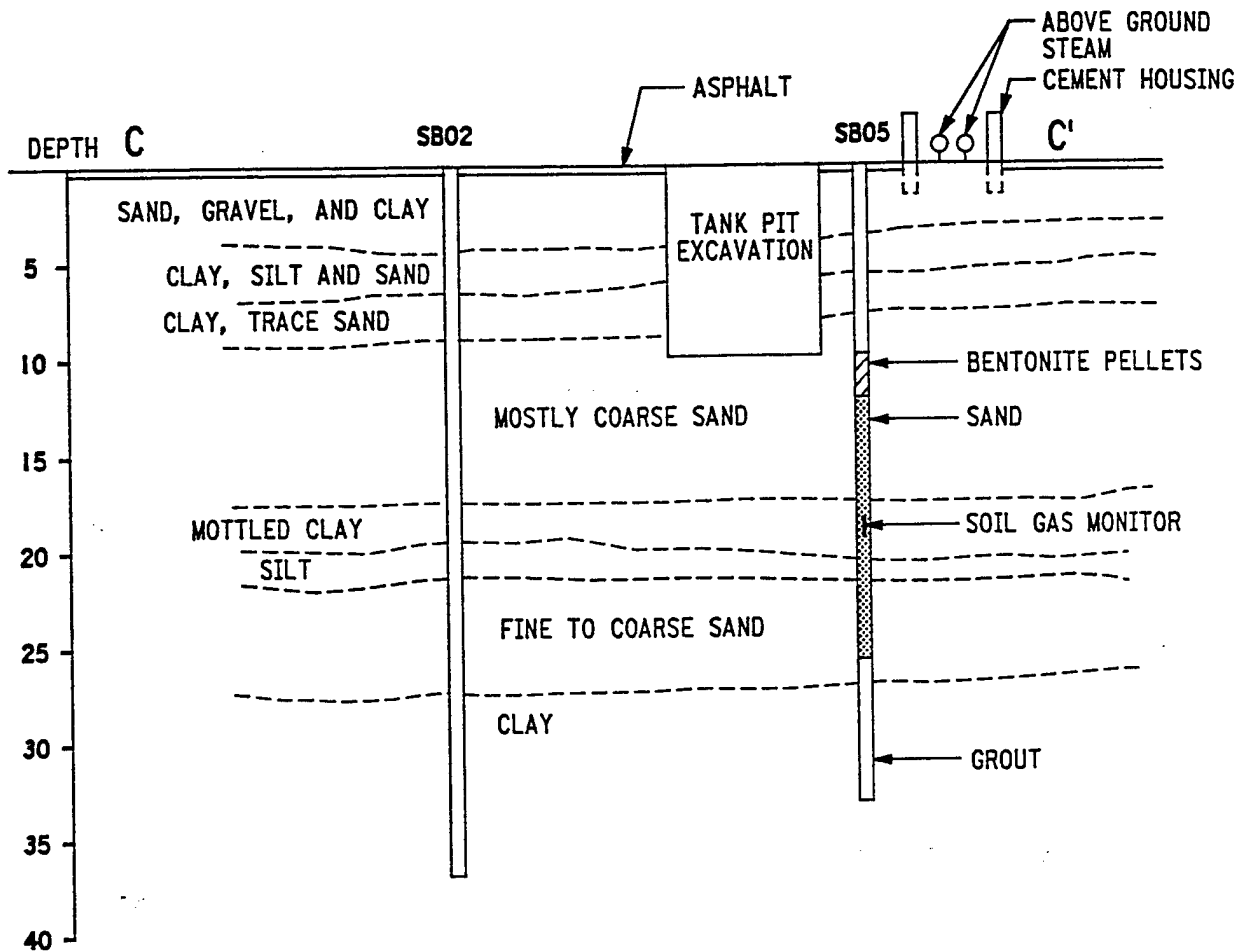 ABOVE GROUND
STEAM
CEMENT HOUSING
ASPHALT
DEPTH C
SB02
SB05
C'
SAND, GRAVEL, AND CLAY
TANK PIT
EXCAVATION
5
CLAY, SILT AND SAND
CLAY, TRACE SAND
10
BENTONITE PELLETS
MOSTLY COARSE SAND
SAND
15
MOTTLED CLAY
SOIL GAS MONITOR
20
SILT
FINE TO COARSE SAND
25
CLAY
30
GROUT
35
40